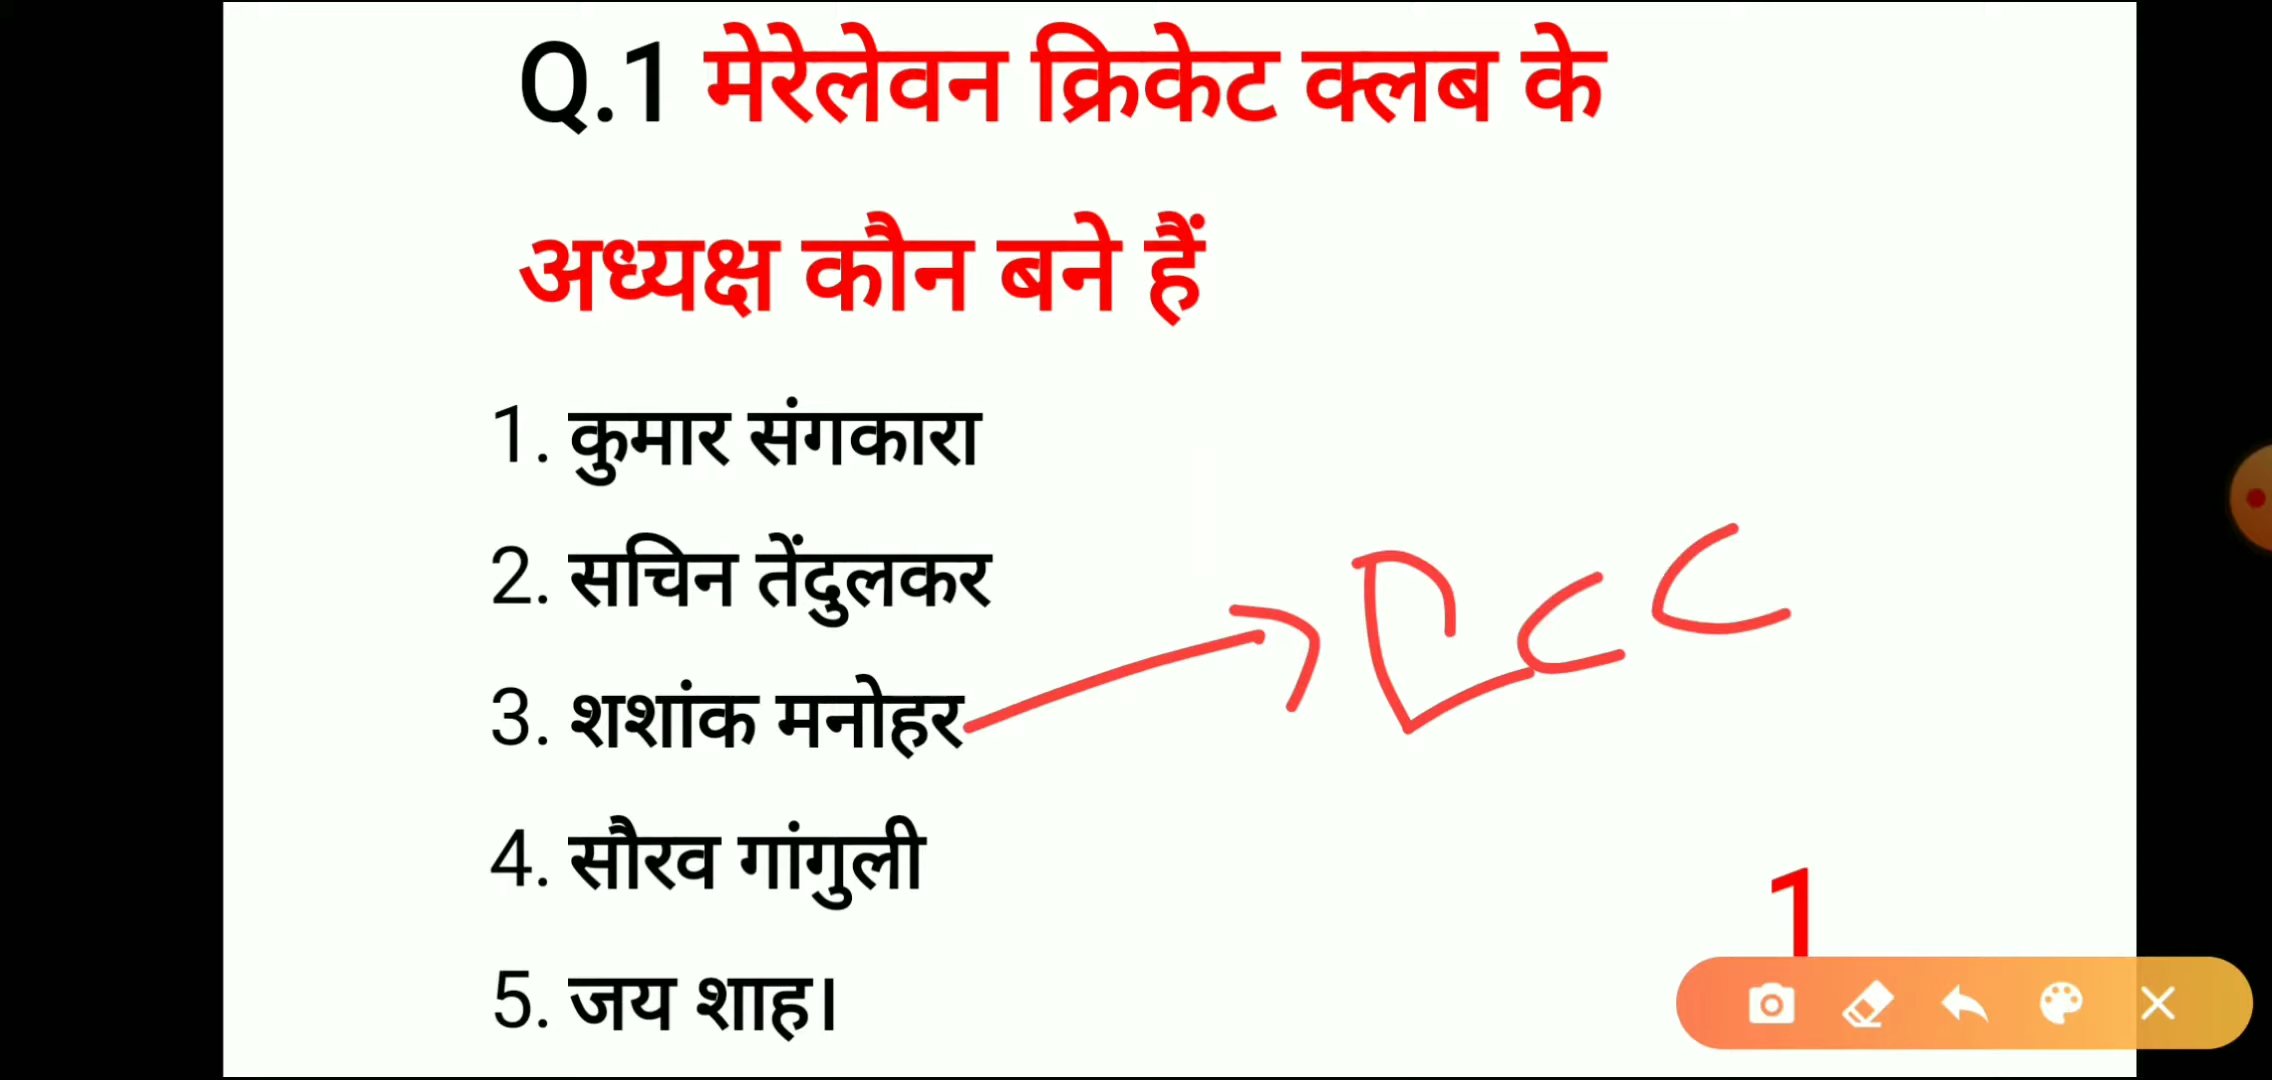 Q.1 मेरेलेवन क्रिकेट क्लब के
अध्यक्ष कौन बने हैं
1. कुमार संगकारा
2. सचिन तेंदुलकर
3. शशांक मनोहर
4. सौरव गांगुली
5. जय शाह।
1